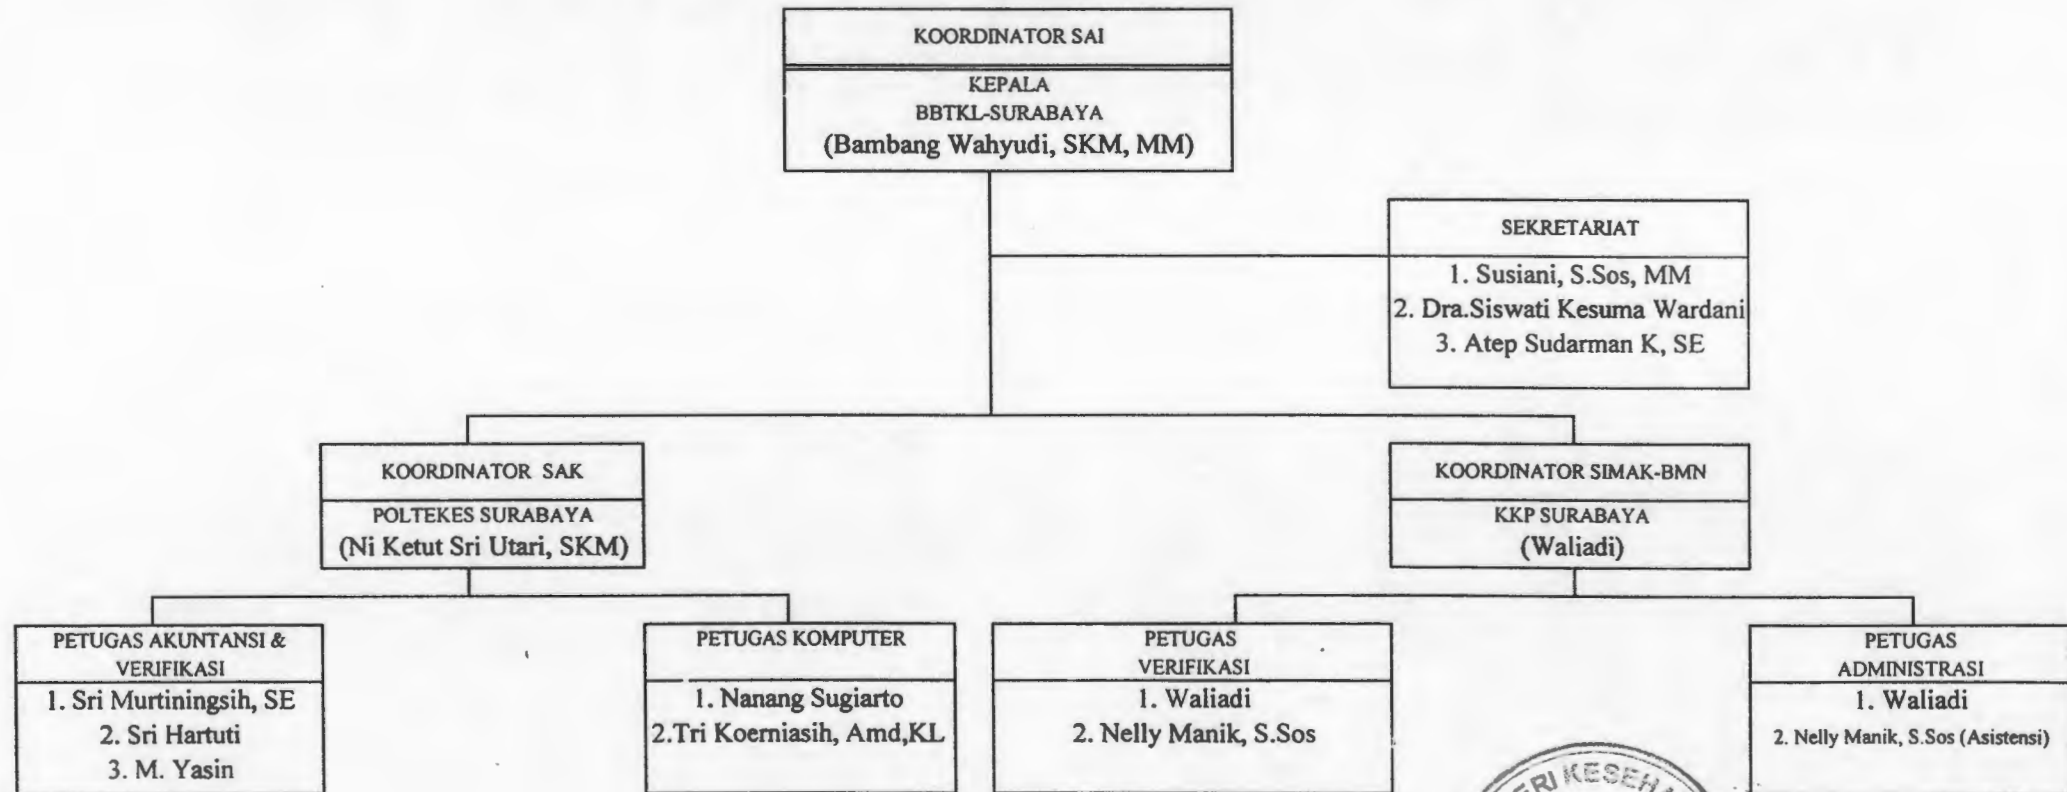 KOORDINATOR SAI
KEPALA
BBTKL-SURABAYA
(Bambang Wahyudi, SKM, MM)
SEKRETARIAT
1. Susiani, S.Sos, MM
2. Dra.Siswati Kesuma Wardani
3. Atep Sudarman K, SE
KOORDINATOR SAK
POLTEKES SURABAYA
(Ni Ketut Sri Utari, SKM)
KOORDINATOR SIMAK-BMN
KKP SURABAYA
(Waliadi)
PETUGAS AKUNTANSI &
VERIFIKASI
1. Sri Murtiningsih, SE
2. Sri Hartuti
3. M. Yasin
PETUGAS KOMPUTER
1. Nanang Sugiarto
2.Tri Koerniasih, Amd,KL
PETUGAS
VERIFIKASI
1. Waliadi
2. Nelly Manik, S.Sos
PETUGAS
ADMINISTRASI
1. Waliadi
2. Nelly Manik, S.Sos (Asistensi)